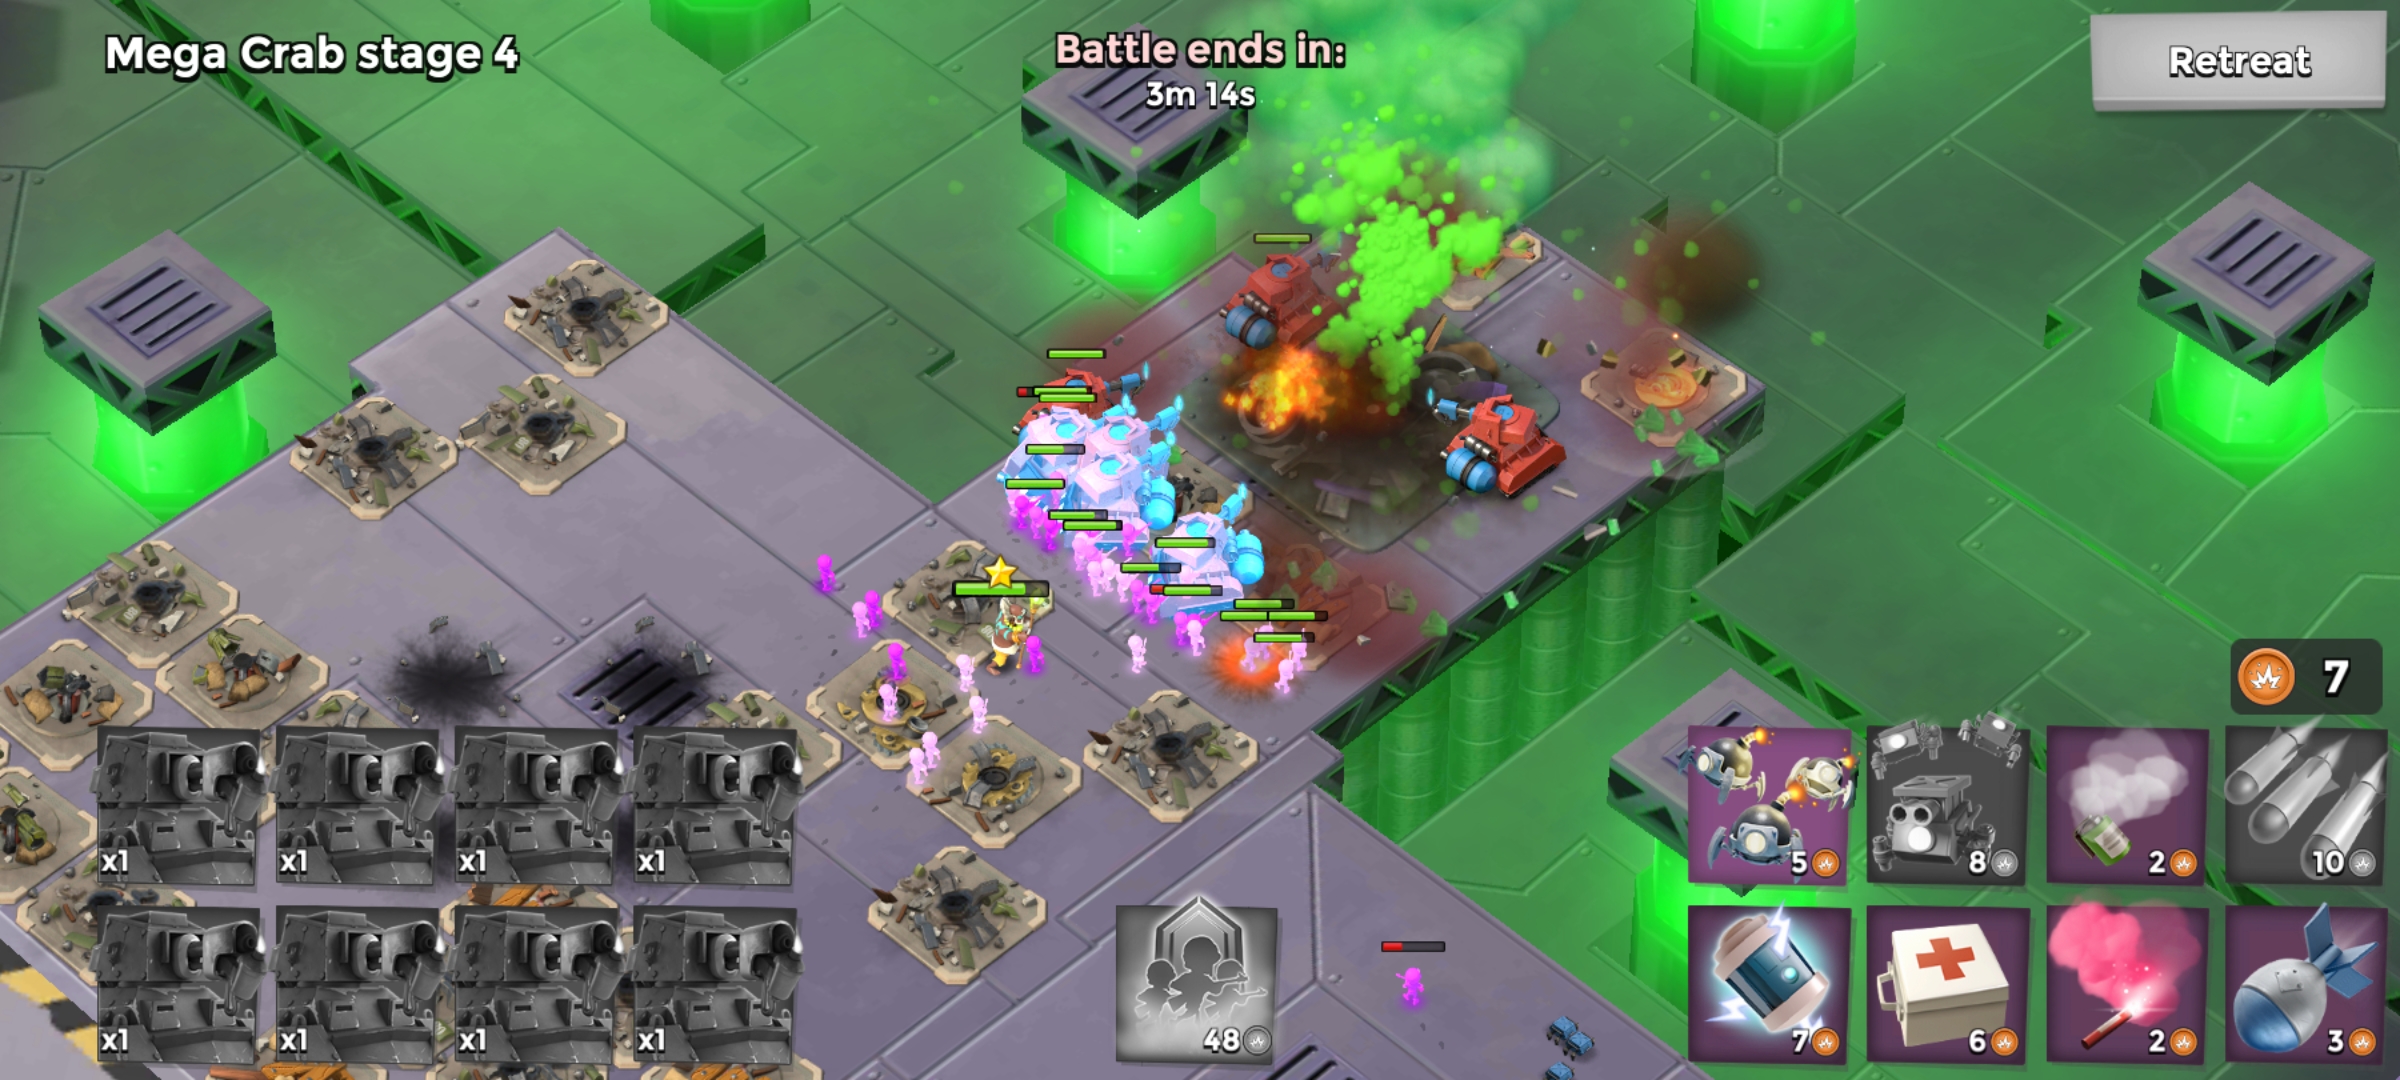 Mega Crab stage 4
Battle ends in:
3m 14s
Retreat
7
5
8
2
10
7
6
2
3
x1
x1
x1
x1
x1
x1
x1
x1
48